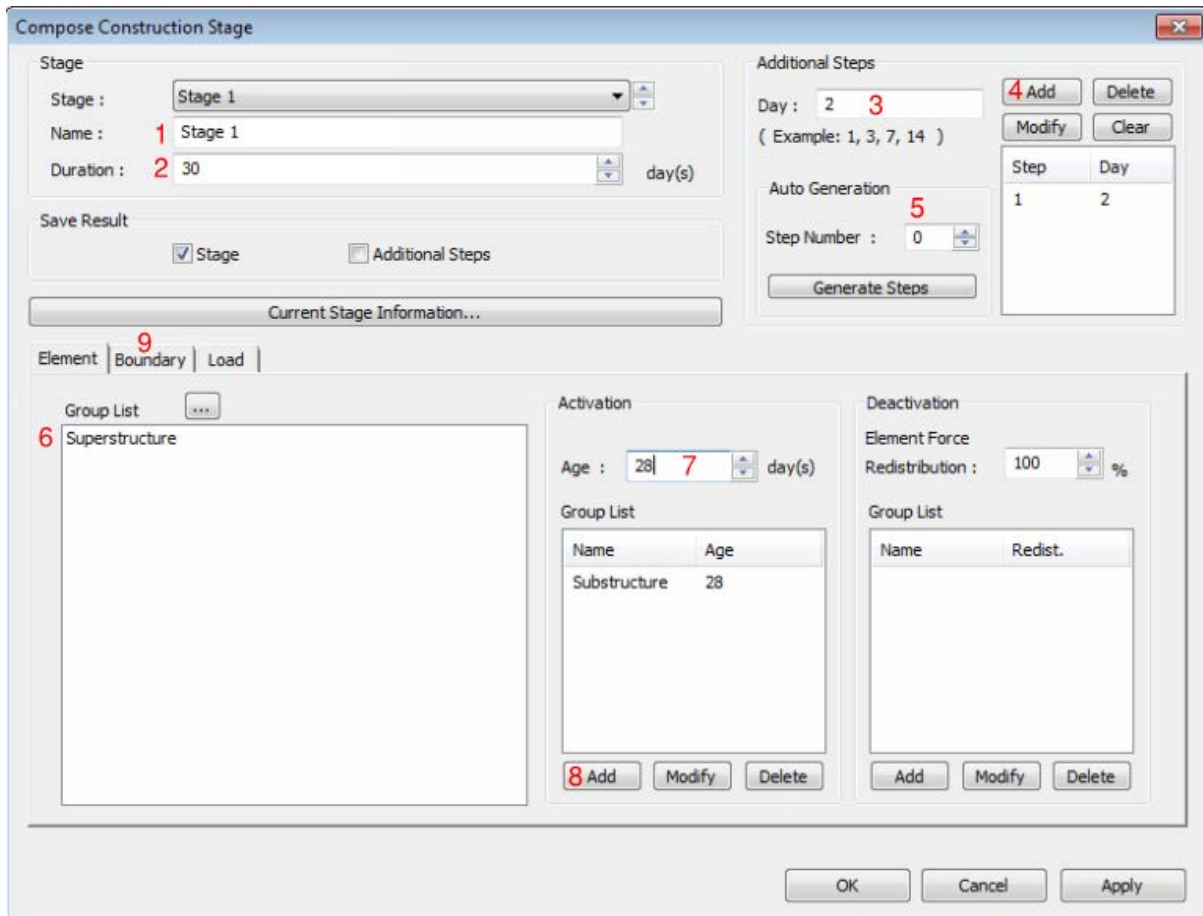 Compose Construction Stage
Stage
Stage :
Stage 1
Name :
1
Stage 1
Duration :
2
30
day(s)
Save Result
Stage
Additional Steps
Current Stage Information...
Additional Steps
Day :
2
3
( Example: 1, 3, 7, 14 )
4
Add
Delete
Modify
Clear
Step Day
1 2
Auto Generation
5
Step Number :
0
Generate Steps
9
Element
Boundary
Load
Group List
...
6
Superstructure
Activation
Age :
28
7
day(s)
Group List
Name Age
Substructure 28
8
Add
Modify
Delete
Deactivation
Element Force
Redistribution :
100
%
Group List
Name Redist.
Add
Modify
Delete
OK
Cancel
Apply